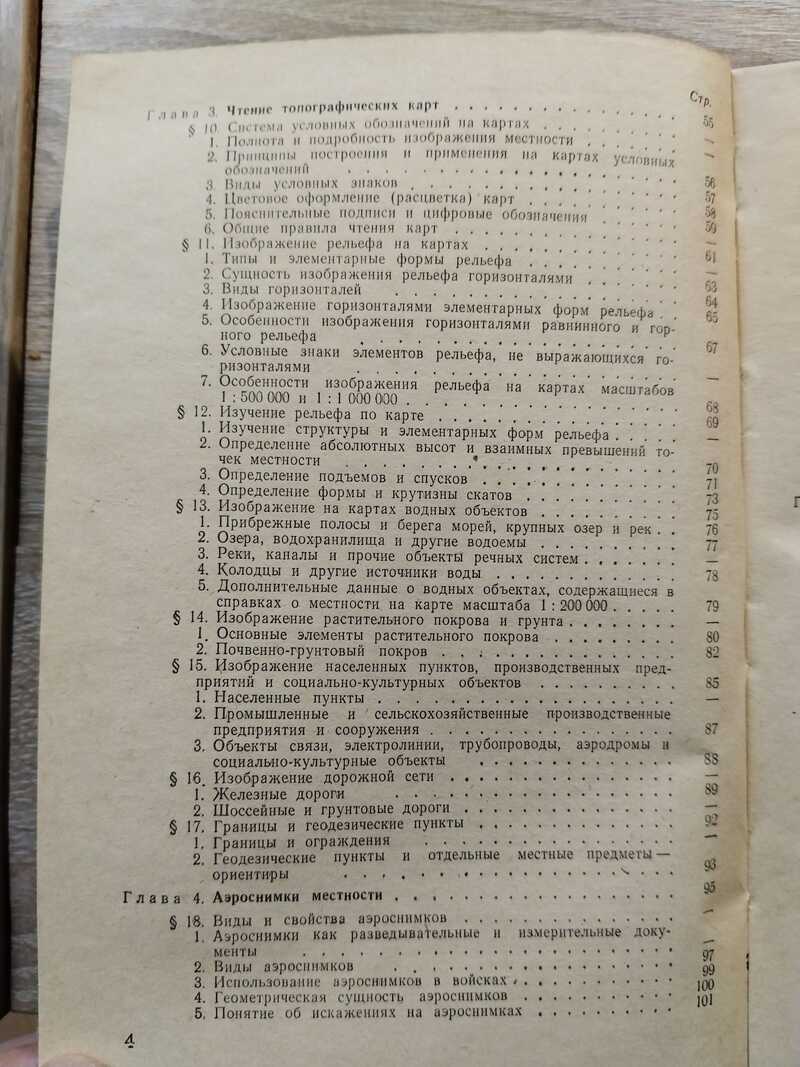 Стр.
Глава 3. Чтение топографических карт . . . . . . . . . . . 55
§ 10. Система условных обозначений на картах . . . . . . —
1. Полнота и подробность изображения местности . . . . .
2. Принципы построения и применения на картах условных
обозначений . . . . . . . . . . . . 56
3. Виды условных знаков . . . . . . . . . . 57
4. Цветовое оформление (расцветка) карт . . . . . . 58
5. Пояснительные подписи и цифровые обозначения . . . . 59
6. Общие правила чтения карт . . . . . . . . —
§ 11. Изображение рельефа на картах . . . . . . . . 61
1. Типы и элементарные формы рельефа . . . . . . —
2. Сущность изображения рельефа горизонталями . . . . . 63
3. Виды горизонталей . . . . . . . . . . 64
4. Изображение горизонталями элементарных форм рельефа . . 65
5. Особенности изображения горизонталями равнинного и гор-
ного рельефа . . . . . . . . . . . 67
6. Условные знаки элементов рельефа, не выражающихся го-
ризонталями . . . . . . . . . . . —
7. Особенности изображения рельефа на картах масштабов
1 : 500 000 и 1 : 1 000 000 . . . . . . . . . 68
§ 12. Изучение рельефа по карте . . . . . . . . . 69
1. Изучение структуры и элементарных форм рельефа . . . . —
2. Определение абсолютных высот и взаимных превышений то-
чек местности . . . . . . . . . . . 70
3. Определение подъемов и спусков . . . . . . . . 71
4. Определение формы и крутизны скатов . . . . . . 73
§ 13. Изображение на картах водных объектов . . . . . . 75
1. Прибрежные полосы и берега морей, крупных озер и рек . . 76
2. Озера, водохранилища и другие водоемы . . . . . . 77
3. Реки, каналы и прочие объекты речных систем . . . . . —
4. Колодцы и другие источники воды . . . . . . . . 78
5. Дополнительные данные о водных объектах, содержащиеся в
справках о местности на карте масштаба 1 : 200 000 . . . . . 79
§ 14. Изображение растительного покрова и грунта . . . . . . —
1. Основные элементы растительного покрова . . . . . . 80
2. Почвенно-грунтовый покров . . . . . . . . . 82
§ 15. Изображение населенных пунктов, производственных пред-
приятий и социально-культурных объектов . . . . . . . 85
1. Населенные пункты . . . . . . . . . . —
2. Промышленные и сельскохозяйственные производственные
предприятия и сооружения . . . . . . . . . 87
3. Объекты связи, электролинии, трубопроводы, аэродромы и
социально-культурные объекты . . . . . . . . 88
§ 16. Изображение дорожной сети . . . . . . . . . —
1. Железные дороги . . . . . . . . . . 89
2. Шоссейные и грунтовые дороги . . . . . . . . —
§ 17. Границы и геодезические пункты . . . . . . . . 92
1. Границы и ограждения . . . . . . . . . —
2. Геодезические пункты и отдельные местные предметы —
ориентиры . . . . . . . . . . . . 93
Глава 4. Аэроснимки местности . . . . . . . . . . . 95
§ 18. Виды и свойства аэроснимков . . . . . . . . . —
1. Аэроснимки как разведывательные и измерительные доку-
менты . . . . . . . . . . . . . —
2. Виды аэроснимков . . . . . . . . . . 97
3. Использование аэроснимков в войсках . . . . . . . 99
4. Геометрическая сущность аэроснимков . . . . . . . 100
5. Понятие об искажениях на аэроснимках . . . . . . . 101
4